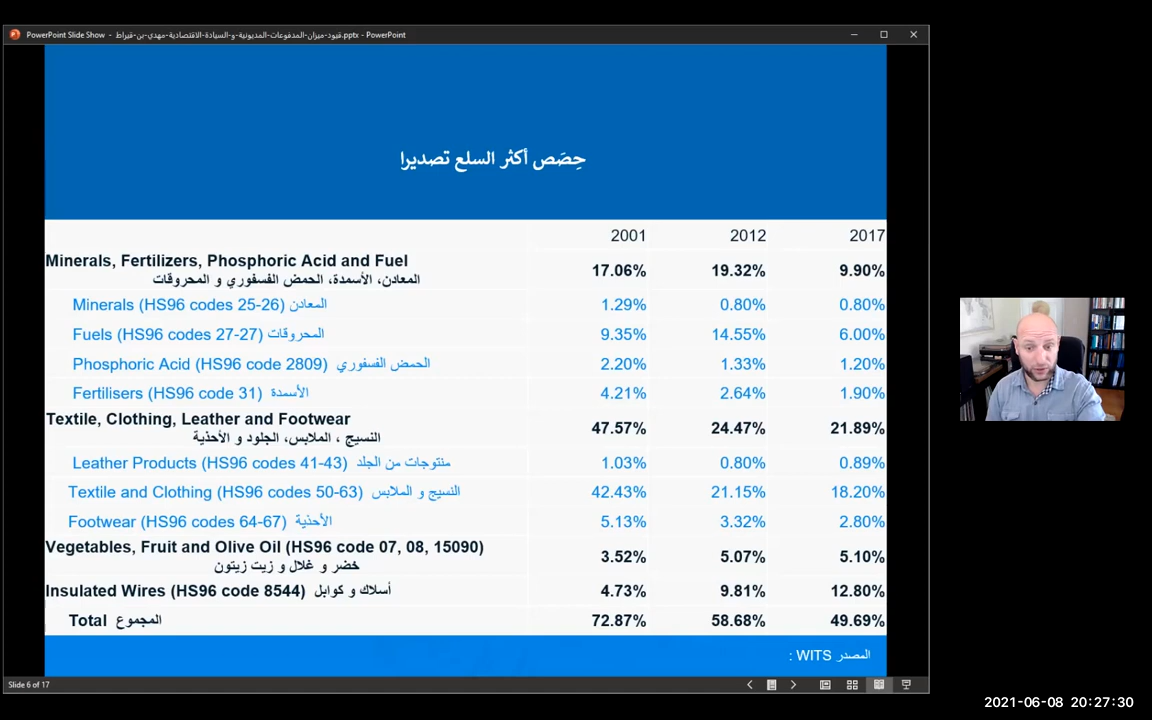 PowerPoint Slide Show - قيود-ميزان-المدفوعات-المديونية-و-السيادة-الاقتصادية-مهدي-بن-قيراط.pptx - PowerPoint
حِصَص أكثر السلع تصديرا
2001 2012 2017
Minerals, Fertilizers, Phosphoric Acid and Fuel
المعادن، الأسمدة، الحمض الفسفوري و المحروقات
17.06% 19.32% 9.90%
Minerals (HS96 codes 25-26) المعادن 1.29% 0.80% 0.80%
Fuels (HS96 codes 27-27) المحروقات 9.35% 14.55% 6.00%
Phosphoric Acid (HS96 code 2809) الحمض الفسفوري 2.20% 1.33% 1.20%
Fertilisers (HS96 code 31) الأسمدة 4.21% 2.64% 1.90%
Textile, Clothing, Leather and Footwear
النسيج ، الملابس، الجلود و الأحذية
47.57% 24.47% 21.89%
Leather Products (HS96 codes 41-43) منتوجات من الجلد 1.03% 0.80% 0.89%
Textile and Clothing (HS96 codes 50-63) النسيج و الملابس 42.43% 21.15% 18.20%
Footwear (HS96 codes 64-67) الأحذية 5.13% 3.32% 2.80%
Vegetables, Fruit and Olive Oil (HS96 code 07, 08, 15090)
خضر و غلال و زيت زيتون
3.52% 5.07% 5.10%
Insulated Wires (HS96 code 8544) أسلاك و كوابل 4.73% 9.81% 12.80%
Total المجموع 72.87% 58.68% 49.69%
المصدر WITS :
Slide 6 of 17
2021-06-08 20:27:30